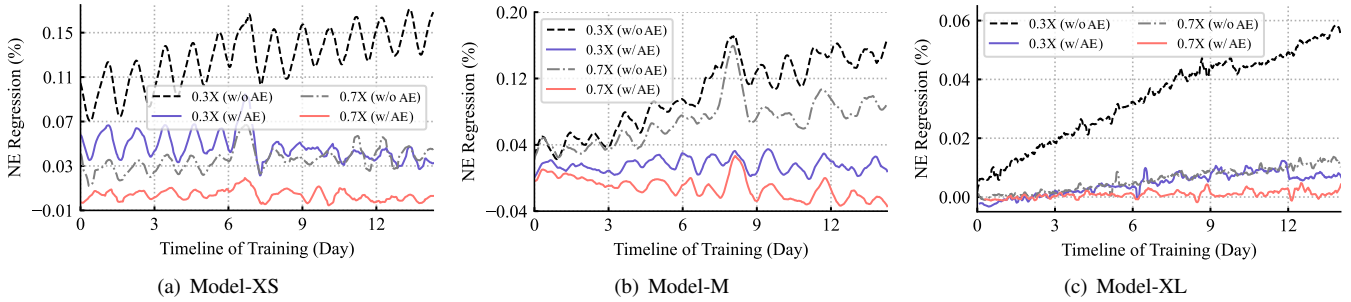 NE Regression (%)
0.15
0.11
0.07
0.03
−0.01
0.3X (w/o AE)
0.7X (w/o AE)
0.3X (w/ AE)
0.7X (w/ AE)
0 3 6 9 12
Timeline of Training (Day)
(a) Model-XS
NE Regression (%)
0.20
0.12
0.04
−0.04
0.3X (w/o AE)
0.3X (w/ AE)
0.7X (w/o AE)
0.7X (w/ AE)
0 3 6 9 12
Timeline of Training (Day)
(b) Model-M
NE Regression (%)
0.06
0.04
0.02
0.00
0.3X (w/o AE)
0.7X (w/o AE)
0.3X (w/ AE)
0.7X (w/ AE)
0 3 6 9 12
Timeline of Training (Day)
(c) Model-XL